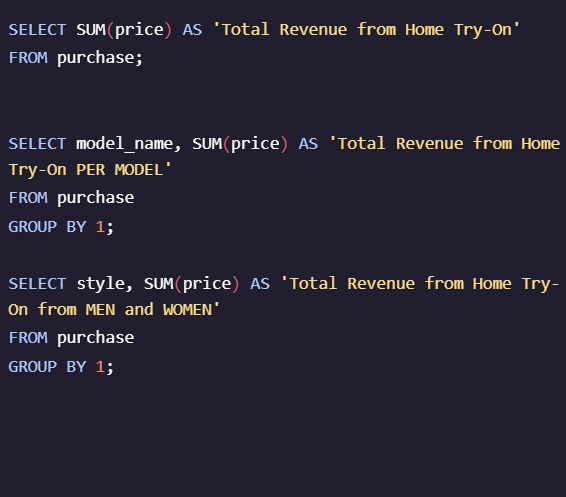 SELECT SUM(price) AS 'Total Revenue from Home Try-On'
FROM purchase;
SELECT model_name, SUM(price) AS 'Total Revenue from Home
Try-On PER MODEL'
FROM purchase
GROUP BY 1;
SELECT style, SUM(price) AS 'Total Revenue from Home Try-
On from MEN and WOMEN'
FROM purchase
GROUP BY 1;